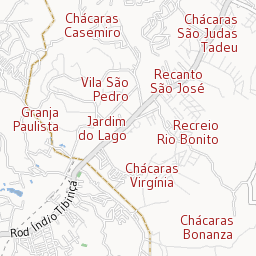 Chácaras
Casemiro
Chácaras
São Judas
Tadeu
Vila São
Pedro
Recanto
São José
Granja
Paulista
Jardim
do Lago
Recreio
Rio Bonito
Chácaras
Virgínia
Rod Índio Tibiriçá
Chácaras
Bonanza